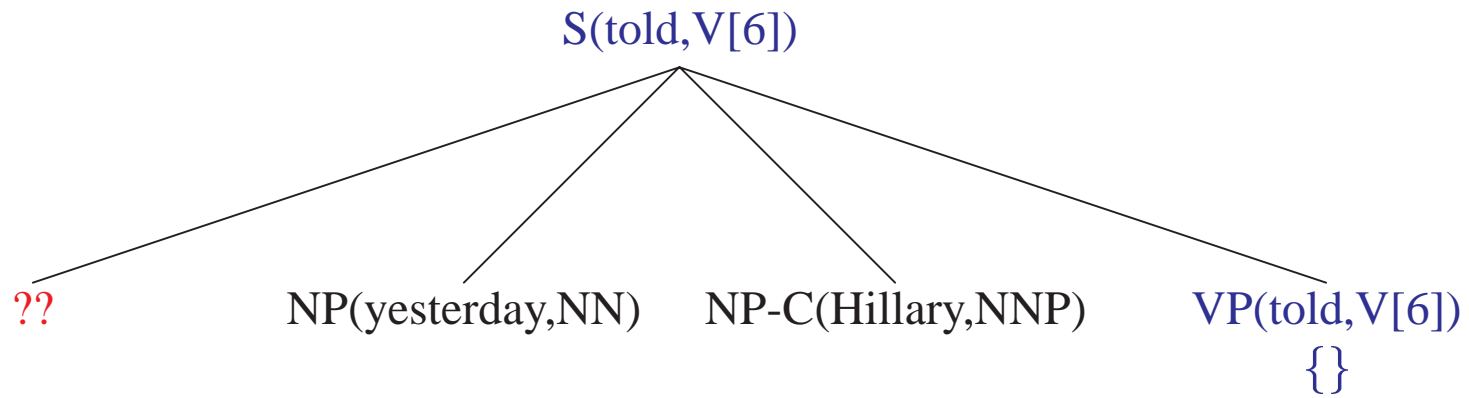 S(told,V[6])
?? NP(yesterday,NN) NP-C(Hillary,NNP) VP(told,V[6])
{}